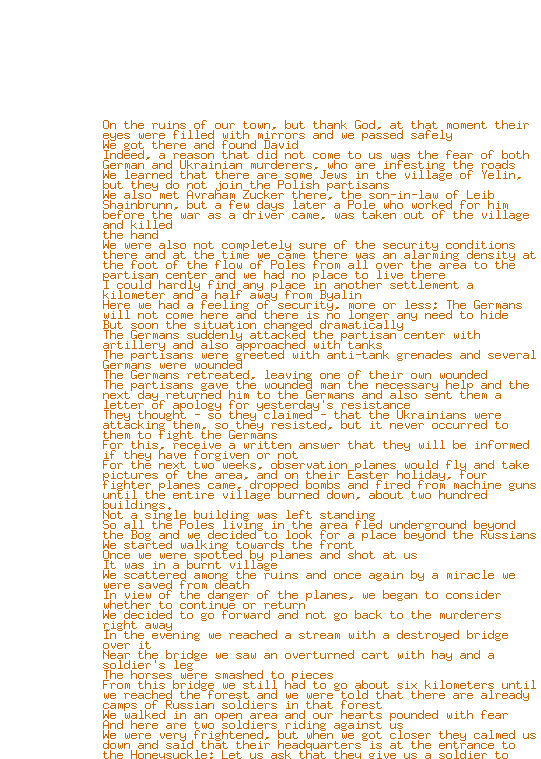 On the ruins of our town, but thank God, at that moment their
eyes were filled with mirrors and we passed safely
We got there and found David
Indeed, a reason that did not come to us was the fear of both
German and Ukrainian murderers, who are infesting the roads
We learned that there are some Jews in the village of Yelin,
but they do not join the Polish partisans
We also met Avraham Zucker there, the son-in-law of Leib
Shainbrunn, but a few days later a Pole who worked for him
before the war as a driver came, was taken out of the village
and killed
the hand
We were also not completely sure of the security conditions
there and at the time we came there was an alarming density at
the foot of the flow of Poles from all over the area to the
partisan center and we had no place to live there
I could hardly find any place in another settlement a
kilometer and a half away from Byalin
Here we had a feeling of security, more or less; The Germans
will not come here and there is no longer any need to hide
But soon the situation changed dramatically
The Germans suddenly attacked the partisan center with
artillery and also approached with tanks
The partisans were greeted with anti-tank grenades and several
Germans were wounded
The Germans retreated, leaving one of their own wounded
The partisans gave the wounded man the necessary help and the
next day returned him to the Germans and also sent them a
letter of apology for yesterday's resistance
They thought - so they claimed - that the Ukrainians were
attacking them, so they resisted, but it never occurred to
them to fight the Germans
For this, receive a written answer that they will be informed
if they have forgiven or not
For the next two weeks, observation planes would fly and take
pictures of the area, and on their Easter holiday, four
fighter planes came, dropped bombs and fired from machine guns
until the entire village burned down, about two hundred
buildings.
Not a single building was left standing
So all the Poles living in the area fled underground beyond
the Bog and we decided to look for a place beyond the Russians
We started walking towards the front
Once we were spotted by planes and shot at us
It was in a burnt village
We scattered among the ruins and once again by a miracle we
were saved from death
In view of the danger of the planes, we began to consider
whether to continue or return
We decided to go forward and not go back to the murderers
right away
In the evening we reached a stream with a destroyed bridge
over it
Near the bridge we saw an overturned cart with hay and a
soldier's leg
The horses were smashed to pieces
From this bridge we still had to go about six kilometers until
we reached the forest and we were told that there are already
camps of Russian soldiers in that forest
We walked in an open area and our hearts pounded with fear
And here are two soldiers riding against us
We were very frightened, but when we got closer they calmed us
down and said that their headquarters is at the entrance to
the Honeysuckle; Let us ask that they give us a soldier to